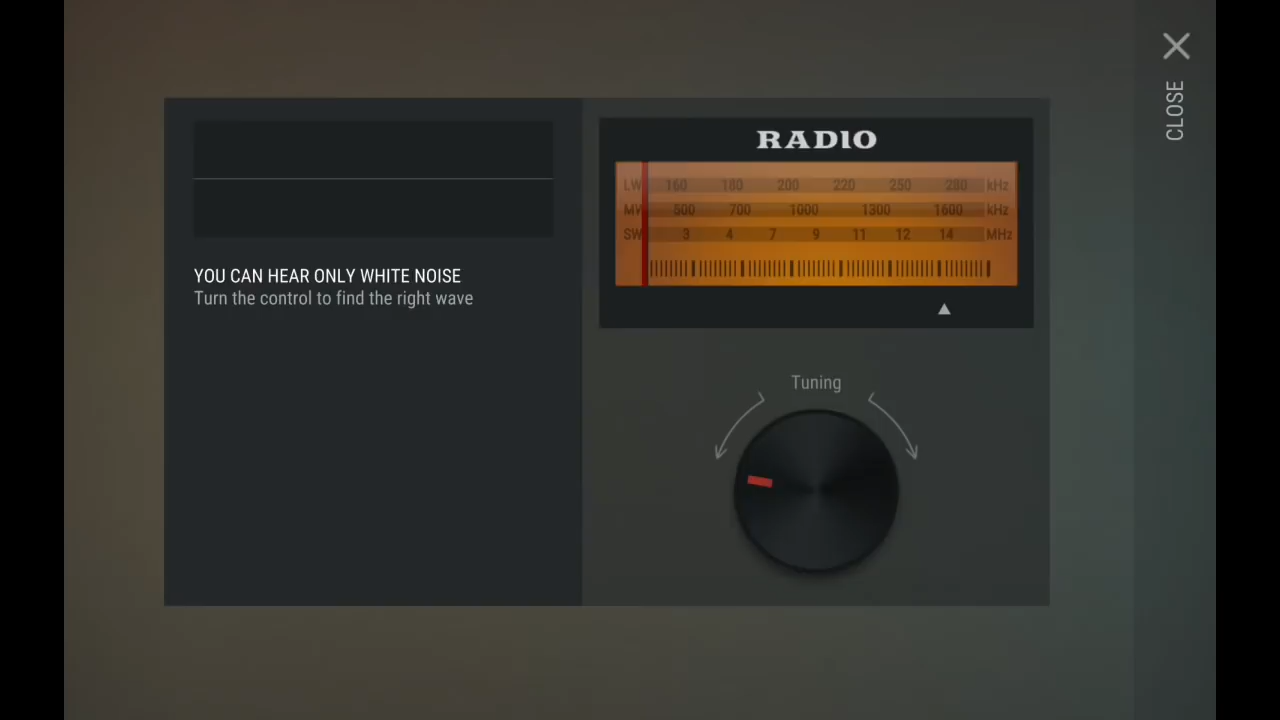 CLOSE
YOU CAN HEAR ONLY WHITE NOISE
Turn the control to find the right wave
RADIO
LW 160 180 200 220 250 280 kHz
MW 500 700 1000 1300 1600 kHz
SW 3 4 7 9 11 12 14 MHz
Tuning